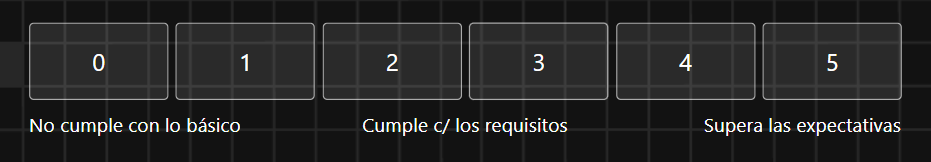 0 1 2 3 4 5
No cumple con lo básico Cumple c/ los requisitos Supera las expectativas